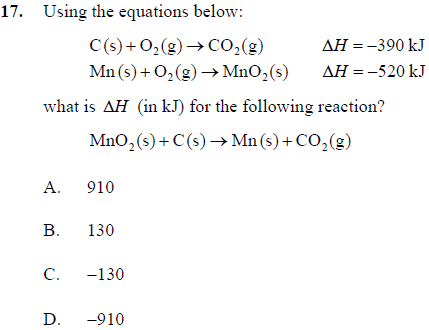 17. Using the equations below:
C(s)+O₂(g)→CO₂(g) ΔH =−390 kJ
Mn(s)+O₂(g)→MnO₂(s) ΔH =−520 kJ
what is ΔH (in kJ) for the following reaction?
MnO₂(s)+C(s)→Mn(s)+CO₂(g)
A. 910
B. 130
C. −130
D. −910